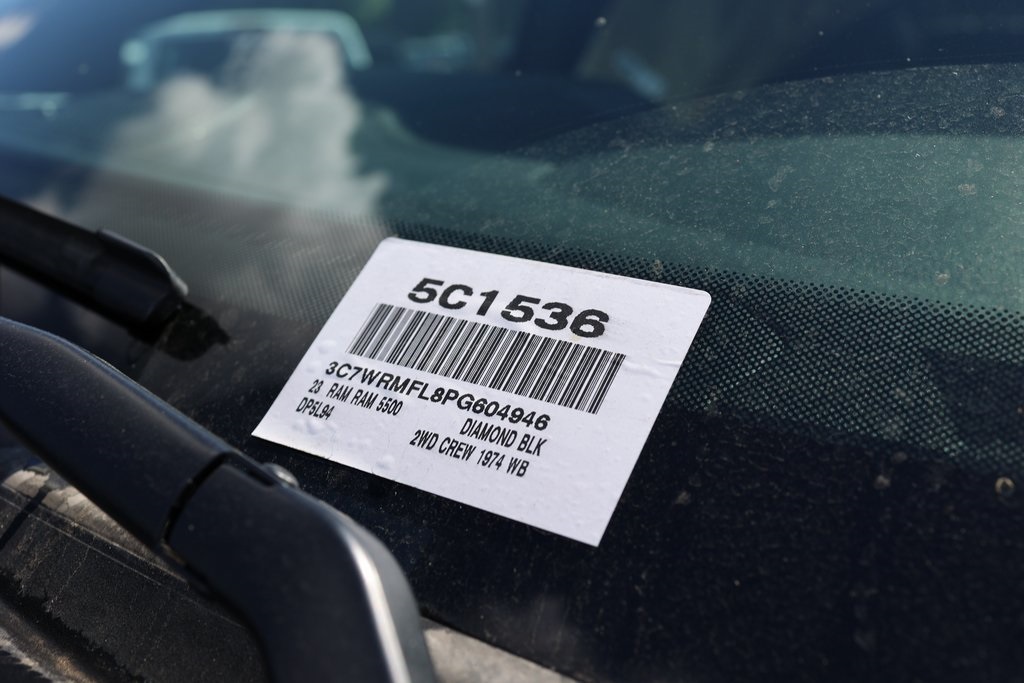 5C1536
3C7WRMFL8PG604946
23 RAM RAM 5500
DIAMOND BLK
DP5L94
2WD CREW 1974 WB